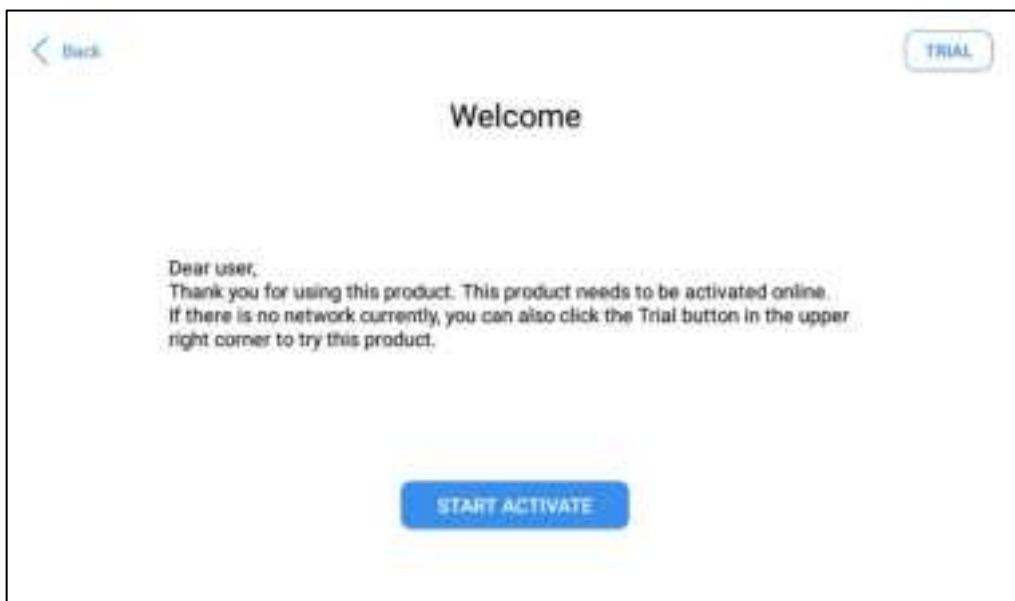 Back
TRIAL
Welcome
Dear user,
Thank you for using this product. This product needs to be activated online.
If there is no network currently, you can also click the Trial button in the upper
right corner to try this product.
START ACTIVATE